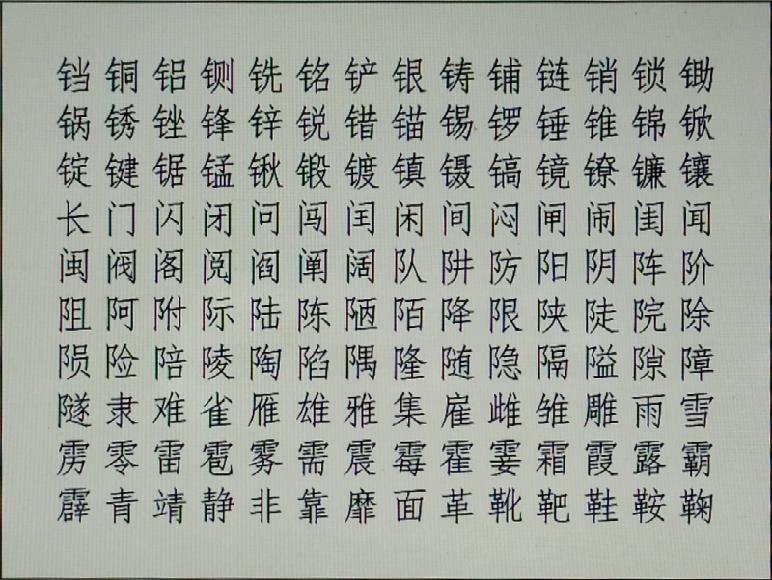 铛铜铝铡铣铭铲银铸铺链销锁锄
锅锈锉锋锌锐错锚锡锣锤锥锦锨
锭键锯锰锹锻镀镇镊镐镜镣镰镶
长门闪闭问闯闰闲间闷闸闹闺闻
闽阀阁阅阎阐阔队阱防阳阴阵阶
阻阿附际陆陈陋陌降限陕陡院除
陨险陪陵陶陷隅隆随隐隔隘隙障
隧隶难雀雁雄雅集雇雌雏雕雨雪
雳零雷雹雾需震霉霍霎霜霞露霸
霹青靖静非靠靡面革靴靶鞋鞍鞠